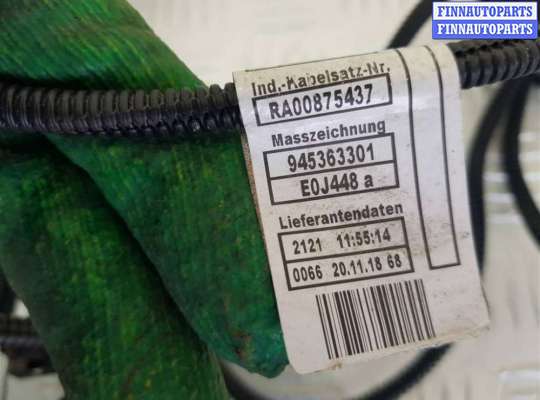 FINNAUTOPARTS
FINNAUTOPARTS
Ind.-Kabelsatz-Nr.
RA00875437
Masszeichnung
945363301
E0J448 a
Lieferantendaten
2121 11:55:14
0066 20.11.18 68